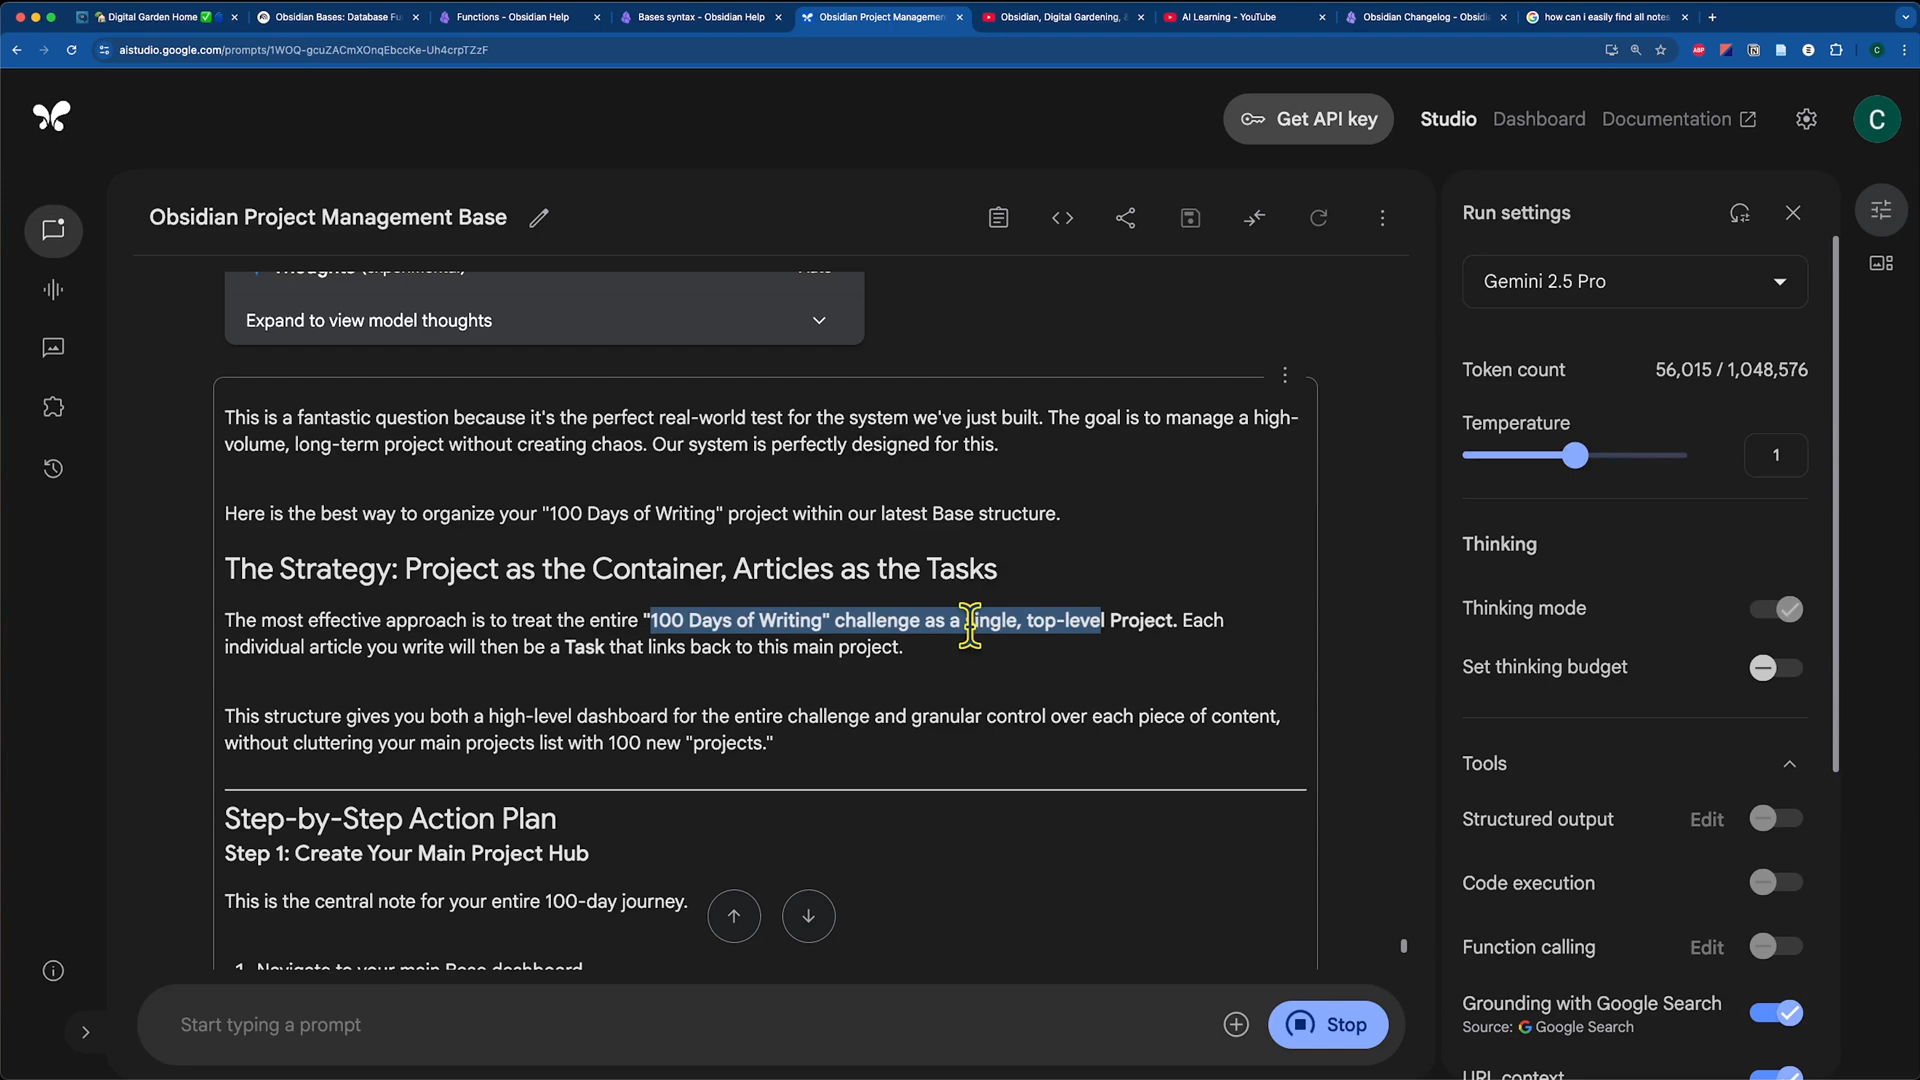 Digital Garden Home
Obsidian Bases: Database Fu
Functions - Obsidian Help
Bases syntax - Obsidian Help
Obsidian Project Managemen
Obsidian, Digital Gardening, &
AI Learning - YouTube
Obsidian Changelog - Obsidi
how can i easily find all notes
aistudio.google.com/prompts/1WOQ-gcuZACmXOnqEbccKe-Uh4crpTZzF
ABP
C
Get API key
Studio
Dashboard
Documentation
C
Obsidian Project Management Base
Expand to view model thoughts
This is a fantastic question because it's the perfect real-world test for the system we've just built. The goal is to manage a high-
volume, long-term project without creating chaos. Our system is perfectly designed for this.
Here is the best way to organize your "100 Days of Writing" project within our latest Base structure.
The Strategy: Project as the Container, Articles as the Tasks
The most effective approach is to treat the entire "100 Days of Writing" challenge as a single, top-level Project. Each
individual article you write will then be a Task that links back to this main project.
This structure gives you both a high-level dashboard for the entire challenge and granular control over each piece of content,
without cluttering your main projects list with 100 new "projects."
Step-by-Step Action Plan
Step 1: Create Your Main Project Hub
This is the central note for your entire 100-day journey.
1. Navigate to your main Base dashboard
Start typing a prompt
Stop
Run settings
Gemini 2.5 Pro
Token count
56,015 / 1,048,576
Temperature
1
Thinking
Thinking mode
Set thinking budget
Tools
Structured output
Edit
Code execution
Function calling
Edit
Grounding with Google Search
Source: Google Search
URL context